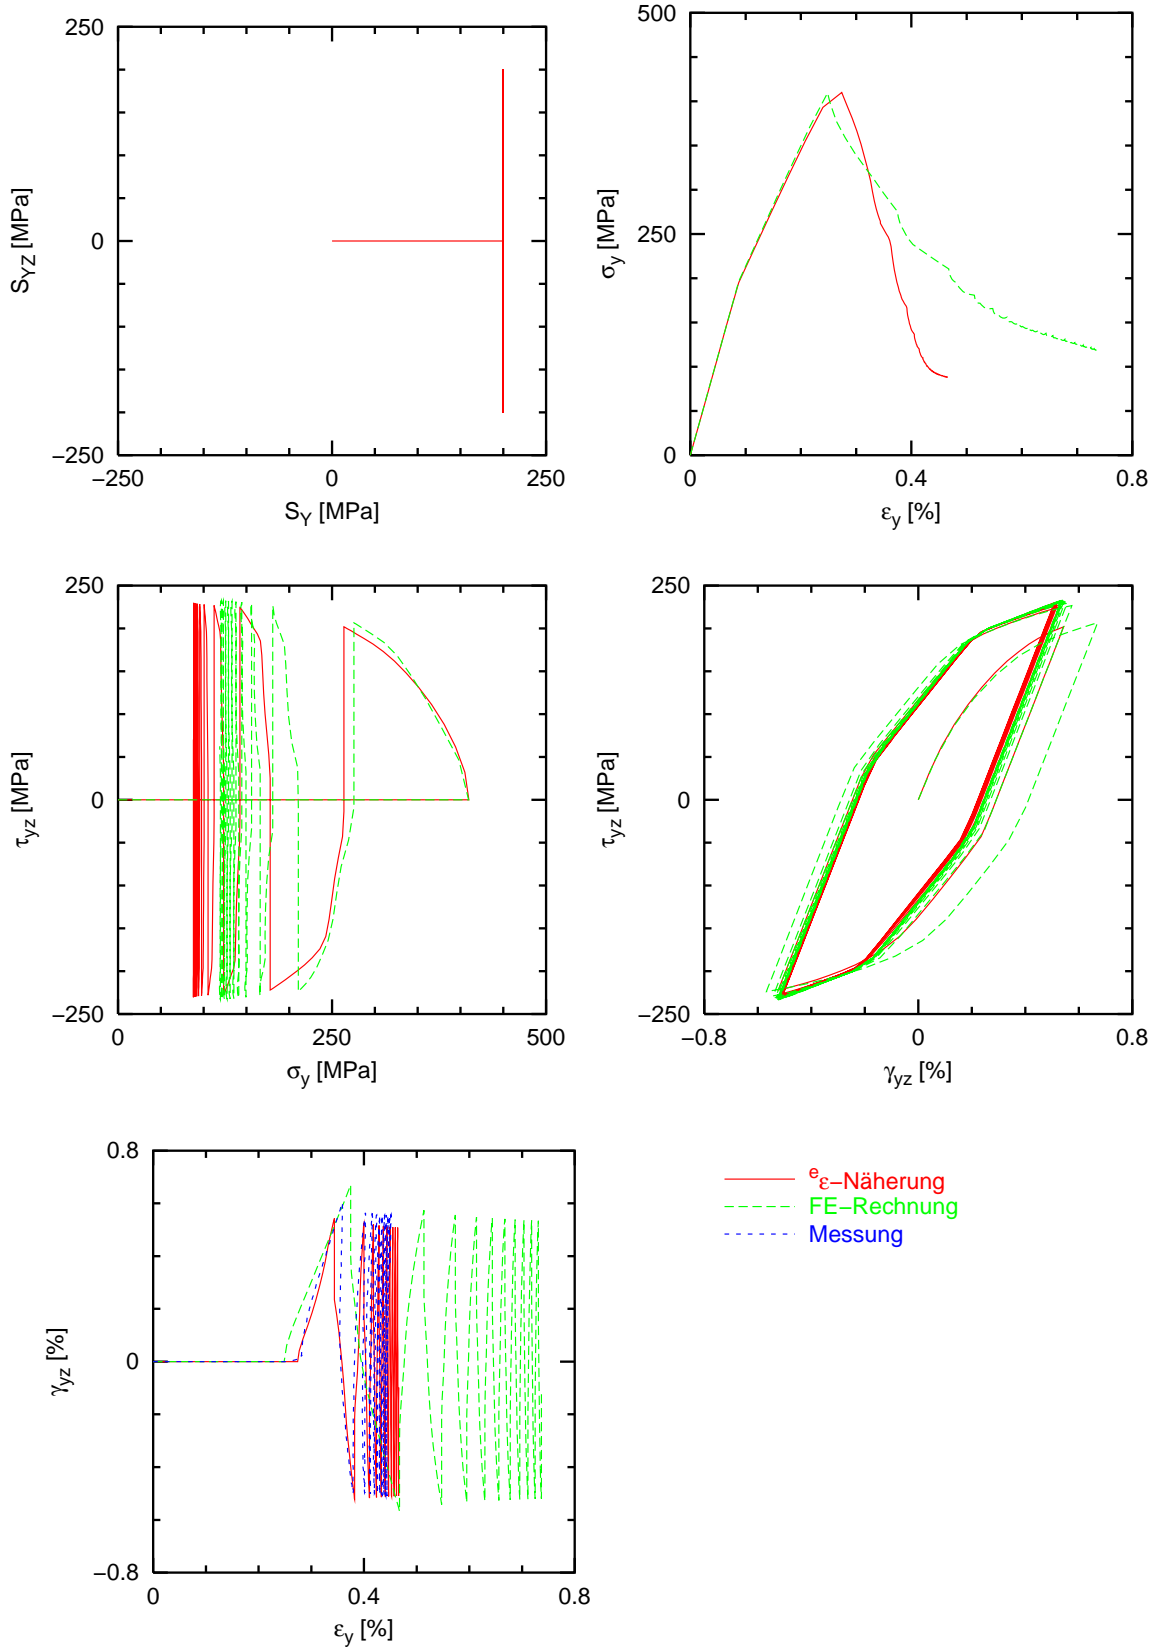 250
0
−250
−250
0
250
S_YZ [MPa]
S_Y [MPa]
500
250
0
0
0.4
0.8
σ_y [MPa]
ε_y [%]
250
0
−250
0
250
500
τ_yz [MPa]
σ_y [MPa]
250
0
−250
−0.8
0
0.8
τ_yz [MPa]
γ_yz [%]
0.8
0
−0.8
0
0.4
0.8
γ_yz [%]
ε_y [%]
^e ε−Näherung
FE−Rechnung
Messung